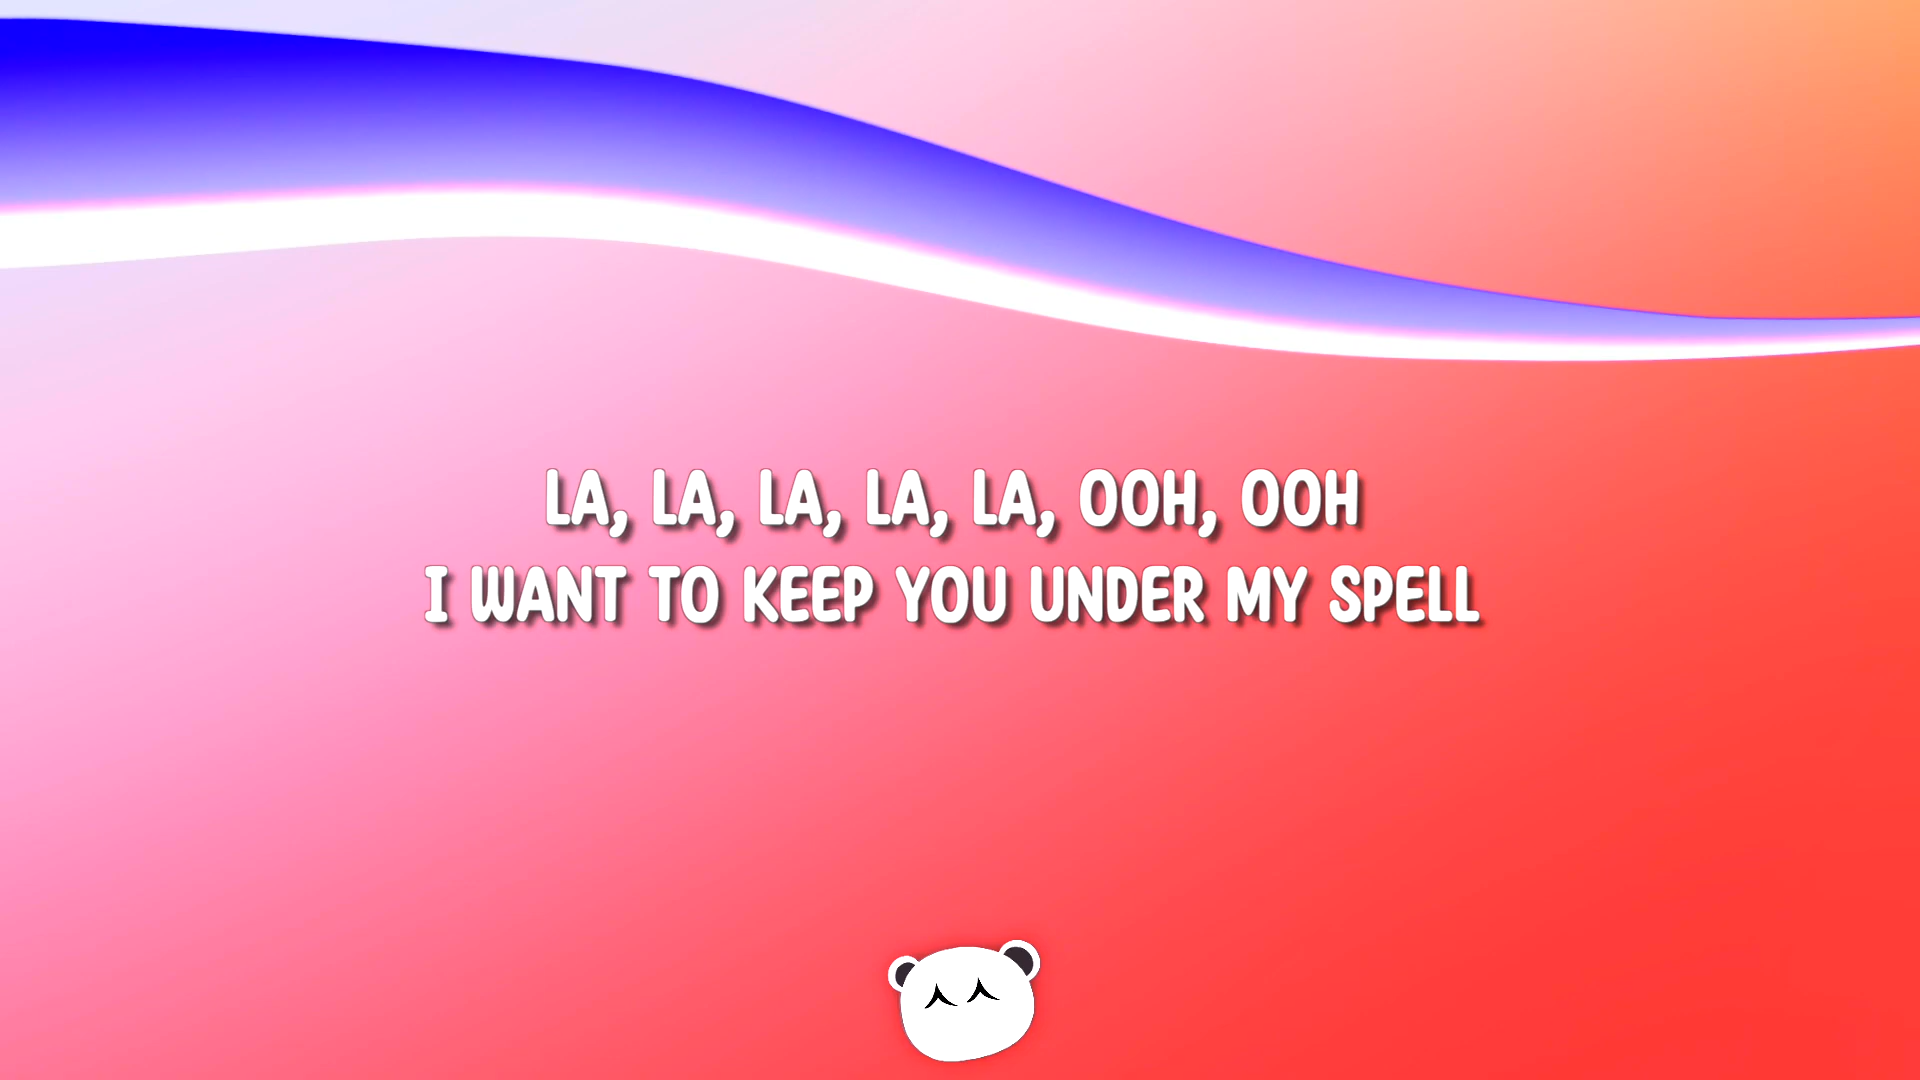 LA, LA, LA, LA, LA, OOH, OOH
I WANT TO KEEP YOU UNDER MY SPELL